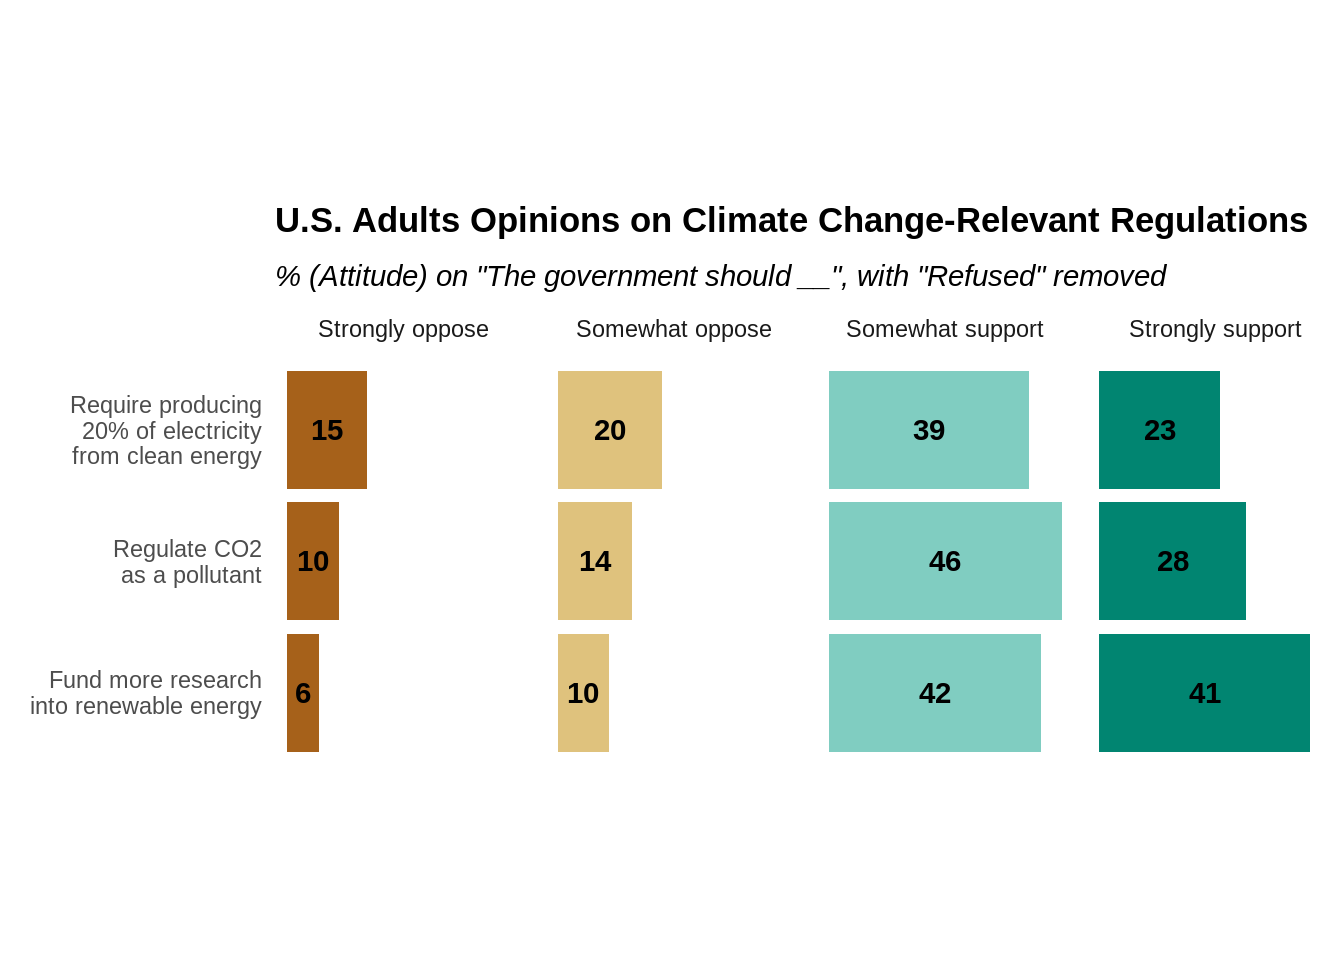 U.S. Adults Opinions on Climate Change-Relevant Regulations
% (Attitude) on "The government should __", with "Refused" removed
Strongly oppose Somewhat oppose Somewhat support Strongly support
Require producing
20% of electricity
from clean energy
15 20 39 23
Regulate CO2
as a pollutant
10 14 46 28
Fund more research
into renewable energy
6 10 42 41